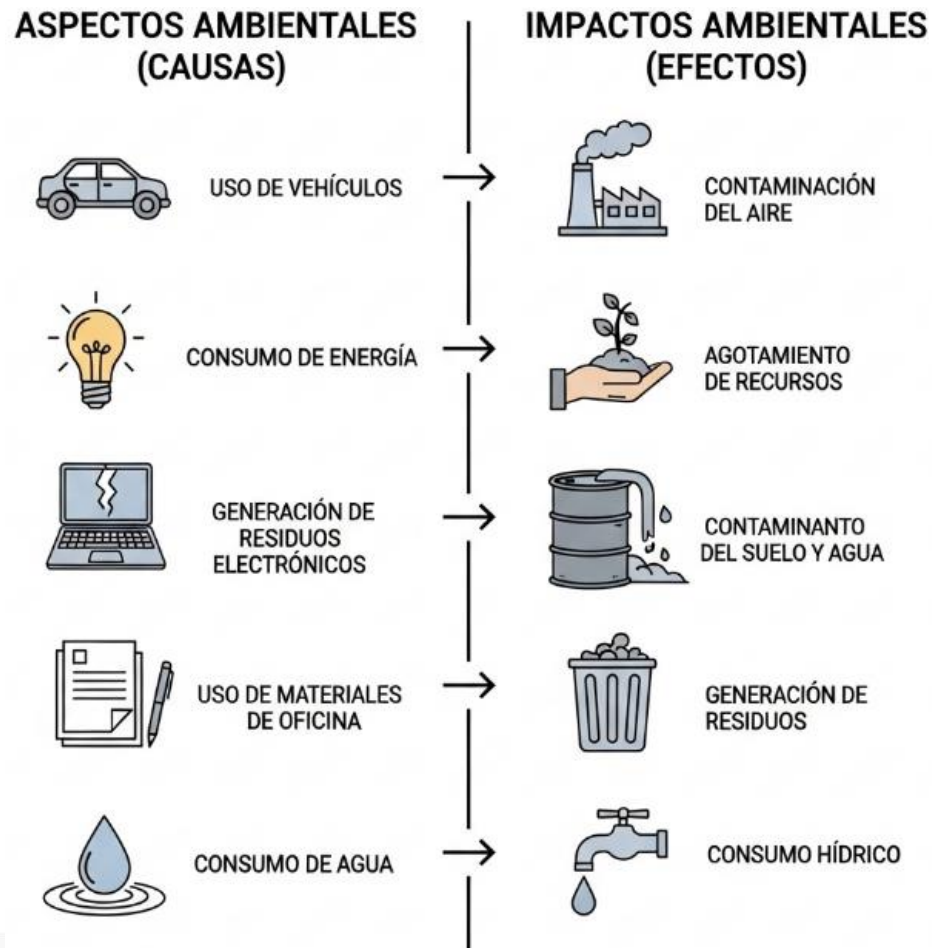 ASPECTOS AMBIENTALES
(CAUSAS)
IMPACTOS AMBIENTALES
(EFECTOS)
USO DE VEHÍCULOS
CONTAMINACIÓN
DEL AIRE
CONSUMO DE ENERGÍA
AGOTAMIENTO
DE RECURSOS
GENERACIÓN DE
RESIDUOS
ELECTRÓNICOS
CONTAMINANTO
DEL SUELO Y AGUA
USO DE MATERIALES
DE OFICINA
GENERACIÓN DE
RESIDUOS
CONSUMO DE AGUA
CONSUMO HÍDRICO